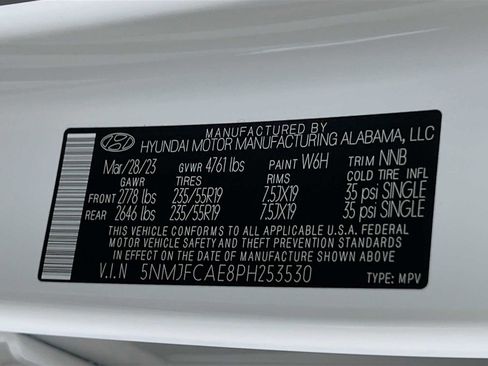 MANUFACTURED BY
HYUNDAI MOTOR MANUFACTURING ALABAMA, LLC
Mar/28/23 GVWR 4761 lbs PAINT W6H TRIM NNB
GAWR TIRES RIMS COLD TIRE INFL
FRONT 2778 lbs 235/55R19 7.5JX19 35 psi SINGLE
REAR 2646 lbs 235/55R19 7.5JX19 35 psi SINGLE
THIS VEHICLE CONFORMS TO ALL APPLICABLE U.S.A. FEDERAL
MOTOR VEHICLE SAFETY AND THEFT PREVENTION STANDARDS
IN EFFECT ON THE DATE OF MANUFACTURE SHOWN ABOVE
V.I.N 5NMJFCAE8PH253530 TYPE: MPV